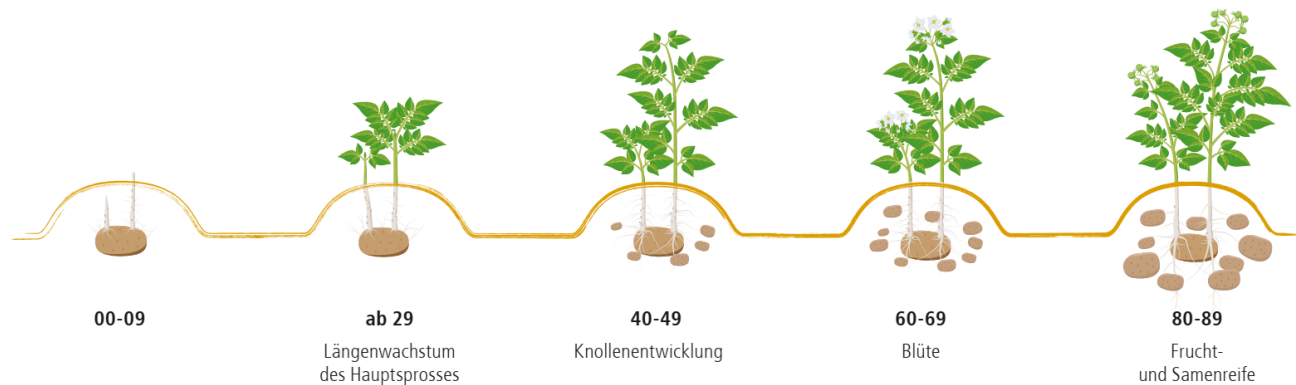 00-09
ab 29
Längenwachstum
des Hauptsprosses
40-49
Knollenentwicklung
60-69
Blüte
80-89
Frucht-
und Samenreife